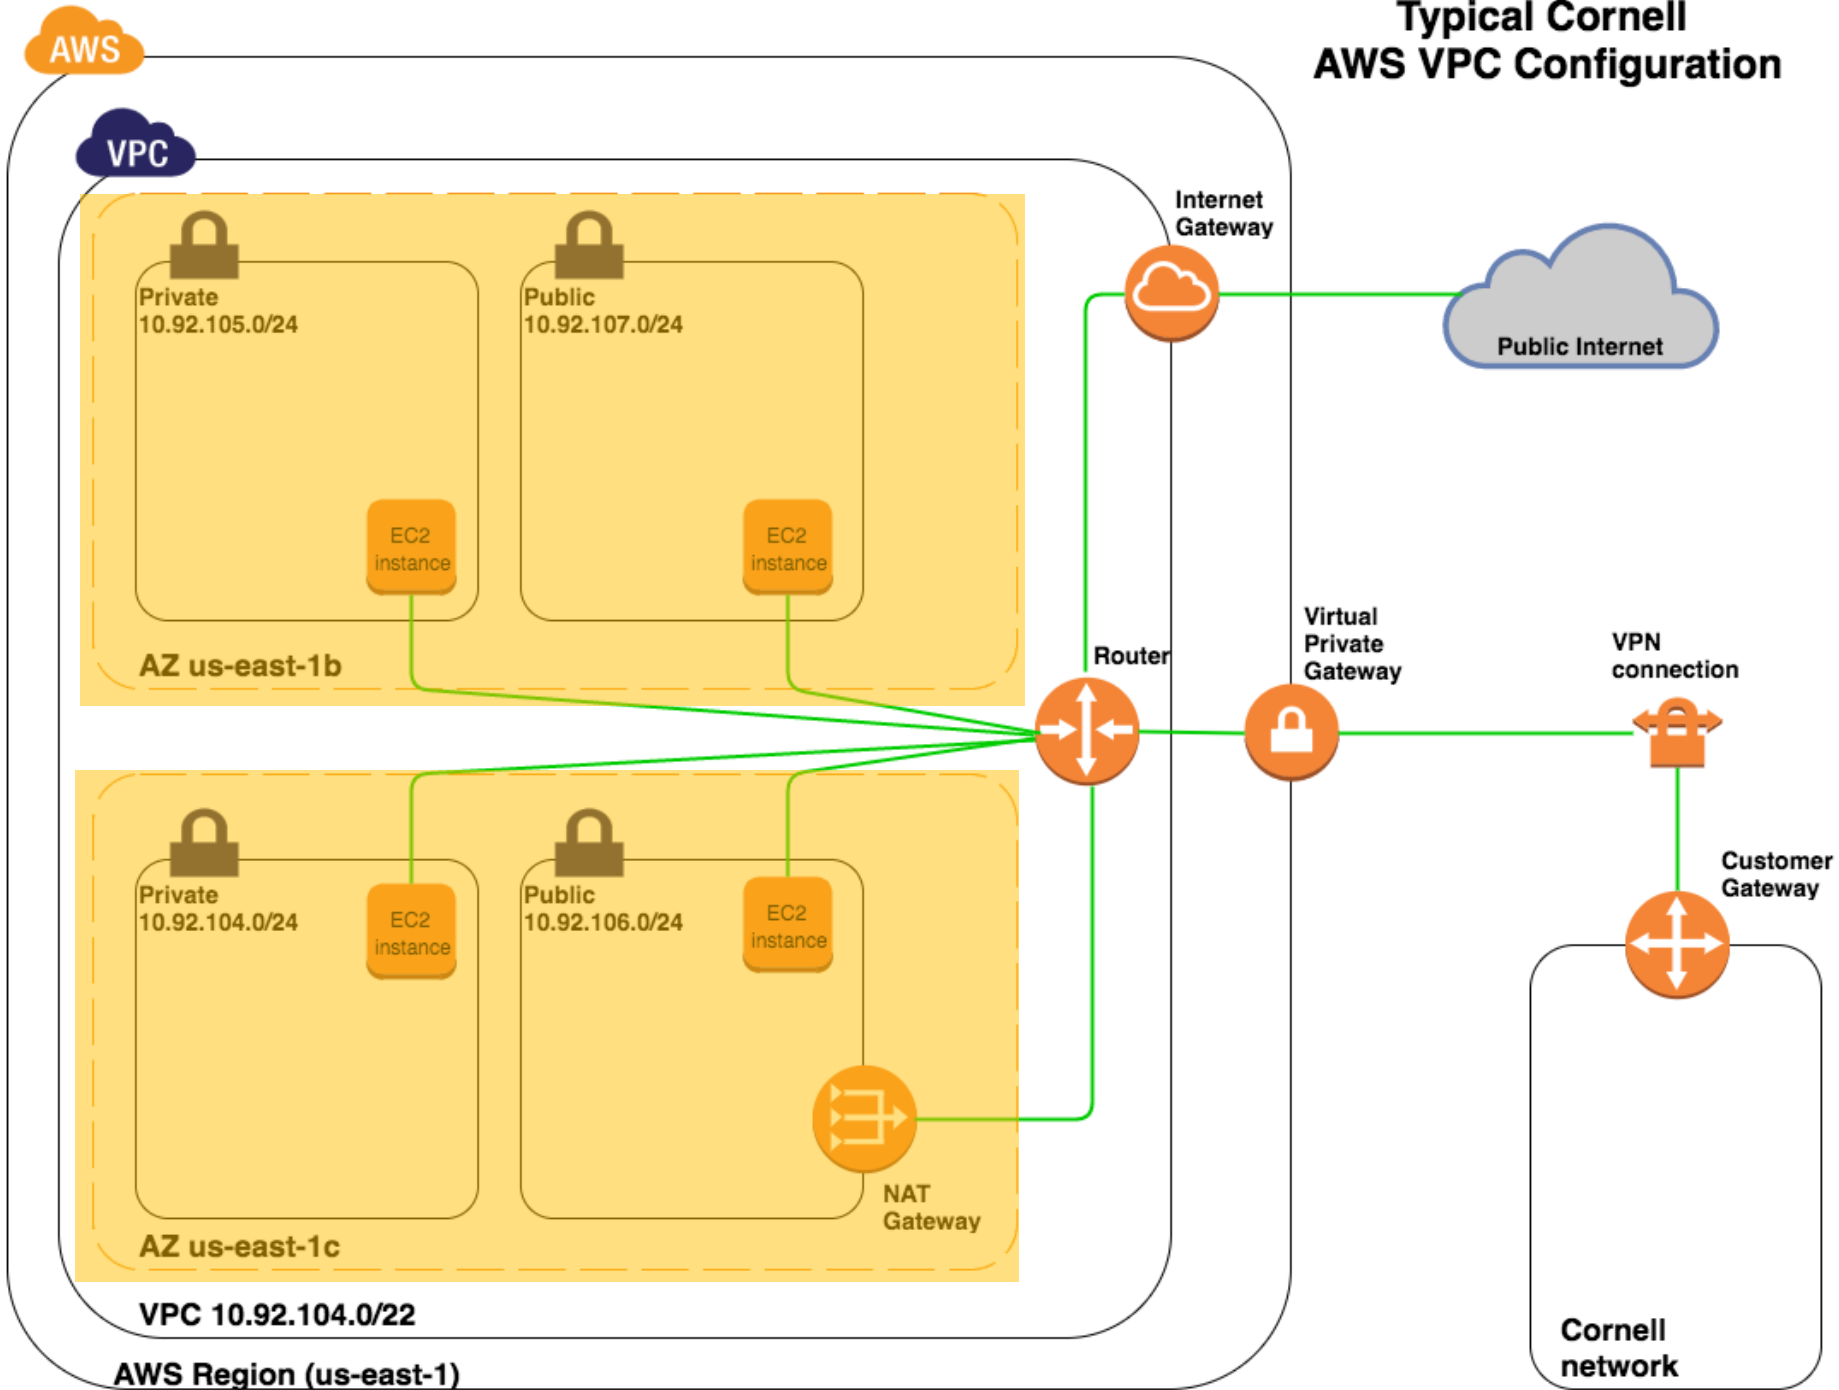 Typical Cornell
AWS VPC Configuration
AWS
VPC
Private
10.92.105.0/24
Public
10.92.107.0/24
EC2
instance
EC2
instance
AZ us-east-1b
Internet
Gateway
Public Internet
Router
Virtual
Private
Gateway
VPN
connection
Private
10.92.104.0/24
EC2
instance
Public
10.92.106.0/24
EC2
instance
Customer
Gateway
NAT
Gateway
AZ us-east-1c
VPC 10.92.104.0/22
AWS Region (us-east-1)
Cornell
network